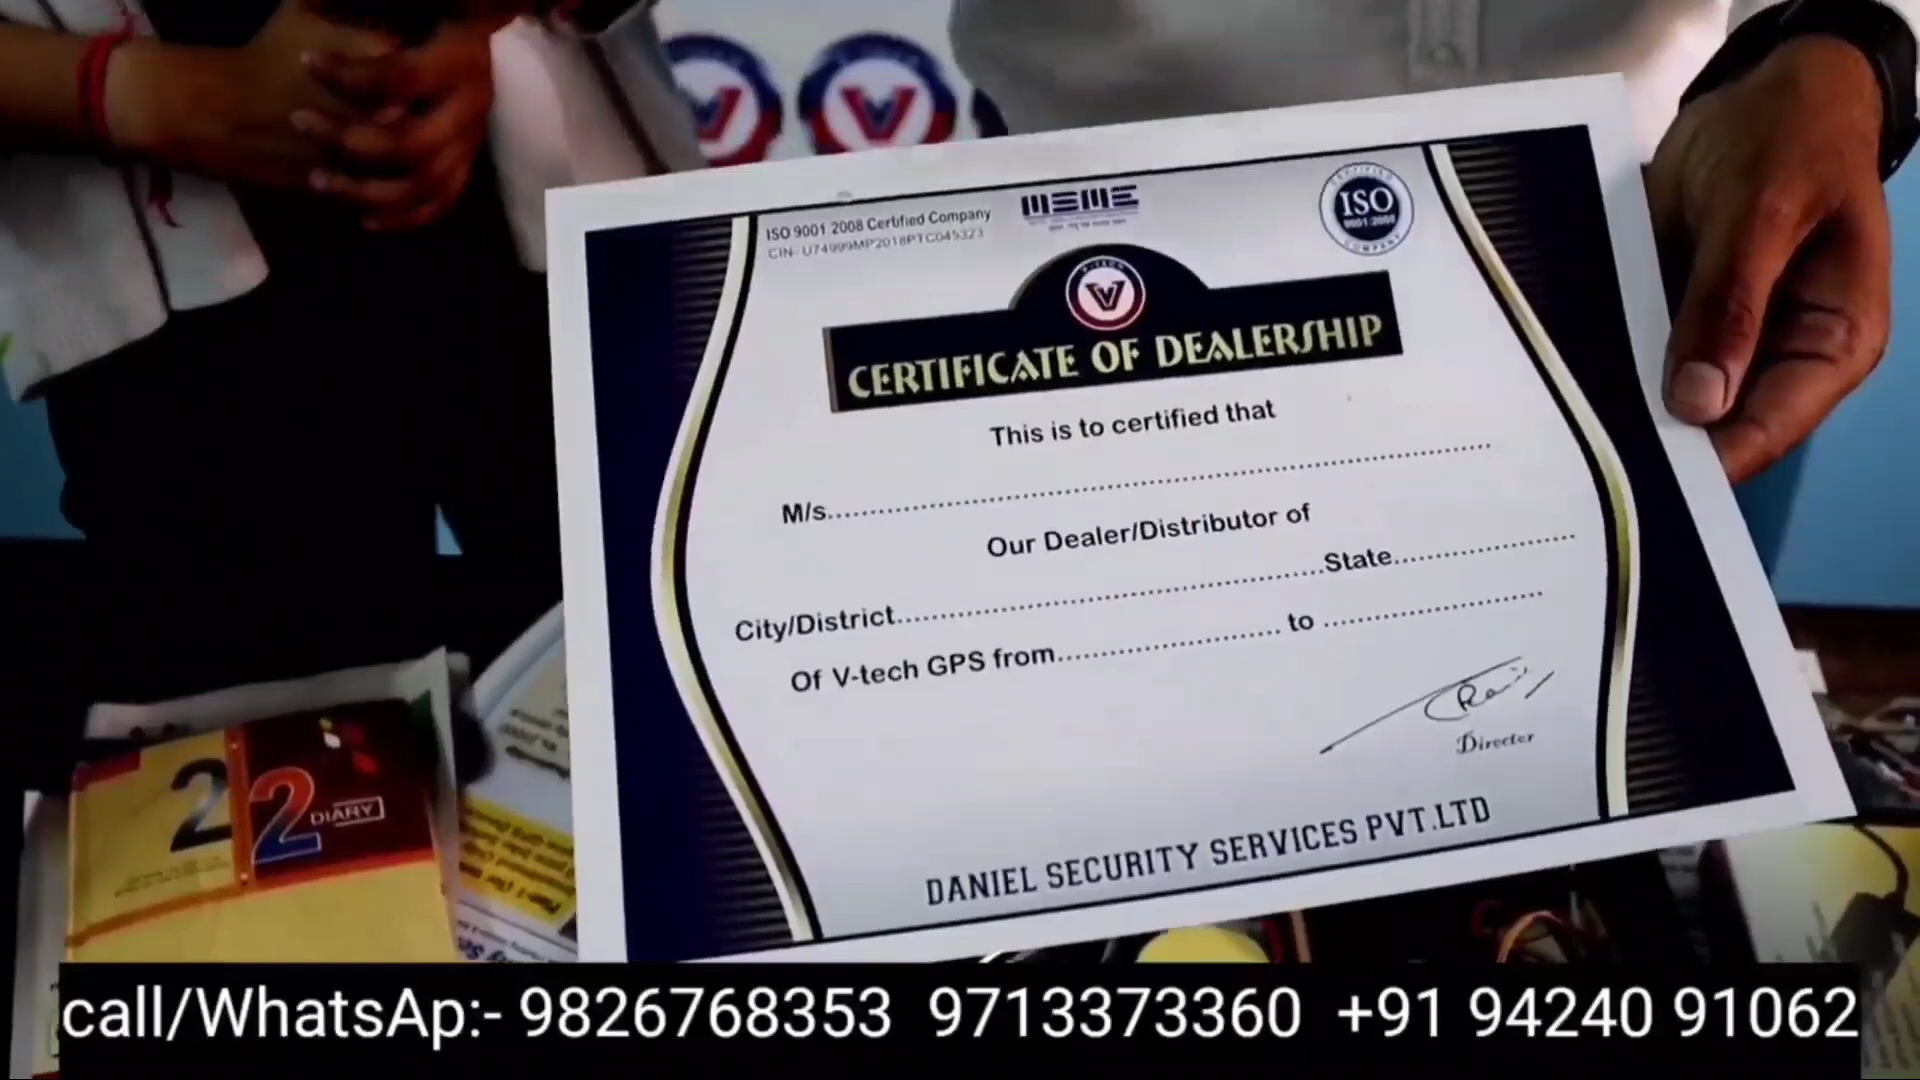 ISO 9001:2008 Certified Company
CIN- U74999MP2018PTC045323
MSME
ISO
9001:2008
COMPANY
V
CERTIFICATE OF DEALERSHIP
This is to certified that
M/s
Our Dealer/Distributor of
City/District State
Of V-tech GPS from to
Director
DANIEL SECURITY SERVICES PVT.LTD
22
DIARY
call/WhatsAp:- 9826768353 9713373360 +91 94240 91062